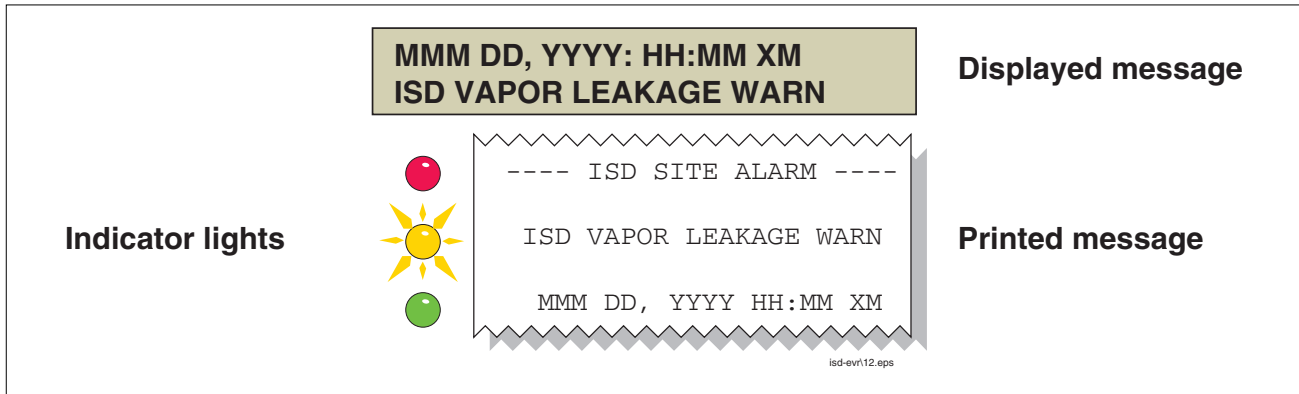 MMM DD, YYYY: HH:MM XM
ISD VAPOR LEAKAGE WARN
Displayed message
---- ISD SITE ALARM ----
ISD VAPOR LEAKAGE WARN
MMM DD, YYYY HH:MM XM
Indicator lights
Printed message
isd-evr\12.eps